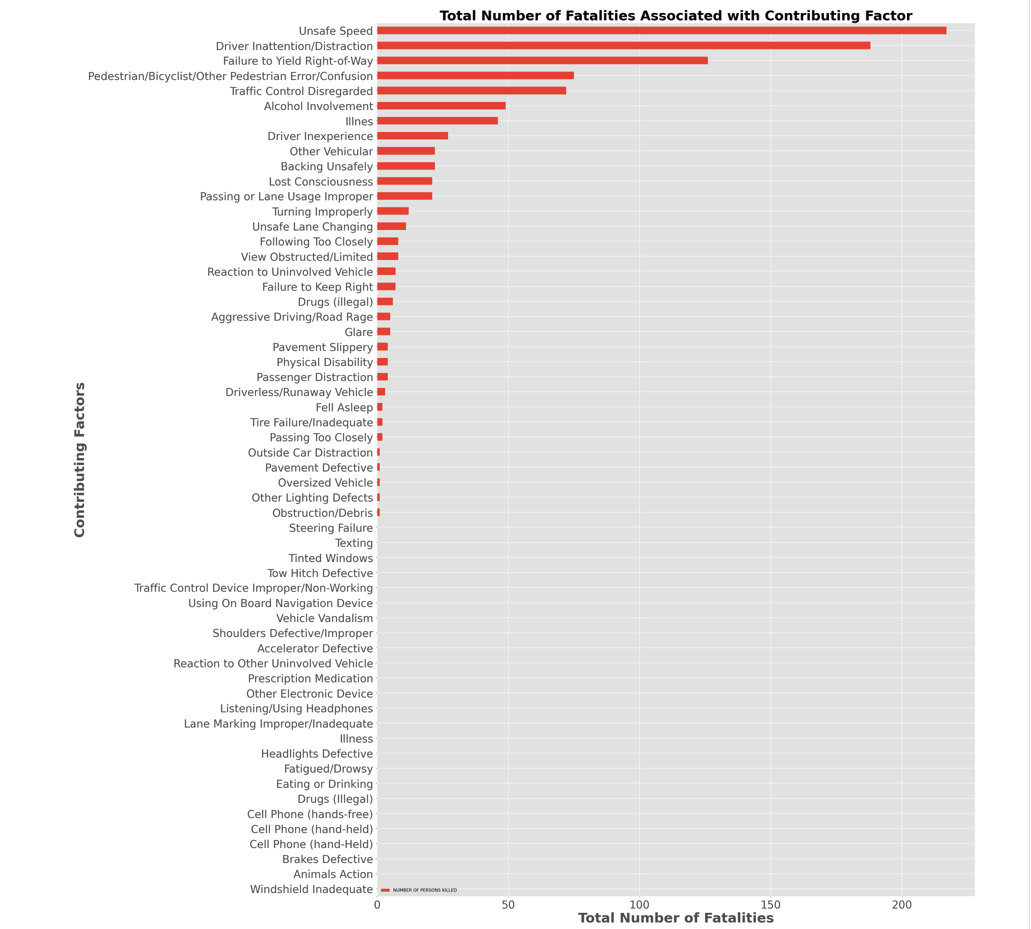 Total Number of Fatalities Associated with Contributing Factor
Unsafe Speed
Driver Inattention/Distraction
Failure to Yield Right-of-Way
Pedestrian/Bicyclist/Other Pedestrian Error/Confusion
Traffic Control Disregarded
Alcohol Involvement
Illnes
Driver Inexperience
Other Vehicular
Backing Unsafely
Lost Consciousness
Passing or Lane Usage Improper
Turning Improperly
Unsafe Lane Changing
Following Too Closely
View Obstructed/Limited
Reaction to Uninvolved Vehicle
Failure to Keep Right
Drugs (illegal)
Aggressive Driving/Road Rage
Glare
Pavement Slippery
Physical Disability
Passenger Distraction
Driverless/Runaway Vehicle
Fell Asleep
Tire Failure/Inadequate
Passing Too Closely
Outside Car Distraction
Pavement Defective
Oversized Vehicle
Other Lighting Defects
Obstruction/Debris
Steering Failure
Texting
Tinted Windows
Tow Hitch Defective
Traffic Control Device Improper/Non-Working
Using On Board Navigation Device
Vehicle Vandalism
Shoulders Defective/Improper
Accelerator Defective
Reaction to Other Uninvolved Vehicle
Prescription Medication
Other Electronic Device
Listening/Using Headphones
Lane Marking Improper/Inadequate
Illness
Headlights Defective
Fatigued/Drowsy
Eating or Drinking
Drugs (Illegal)
Cell Phone (hands-free)
Cell Phone (hand-held)
Cell Phone (hand-Held)
Brakes Defective
Animals Action
Windshield Inadequate
Contributing Factors
NUMBER OF PERSONS KILLED
0 50 100 150 200
Total Number of Fatalities